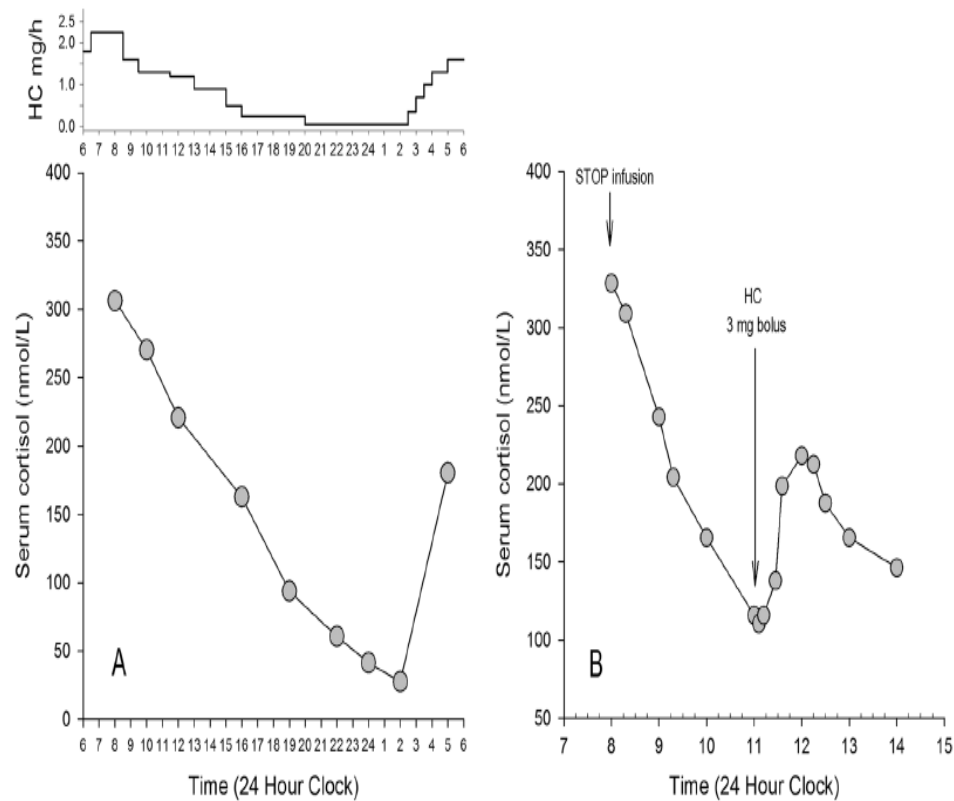 HC mg/h
2.5
2.0
1.0
0.0
6 7 8 9 10 11 12 13 14 15 16 17 18 19 20 21 22 23 24 1 2 3 4 5 6
Serum cortisol (nmol/L)
400
350
300
250
200
150
100
50
0
A
6 7 8 9 10 11 12 13 14 15 16 17 18 19 20 21 22 23 24 1 2 3 4 5 6
Time (24 Hour Clock)
Serum cortisol (nmol/L)
400
350
300
250
200
150
100
50
STOP infusion
HC
3 mg bolus
B
7 8 9 10 11 12 13 14 15
Time (24 Hour Clock)